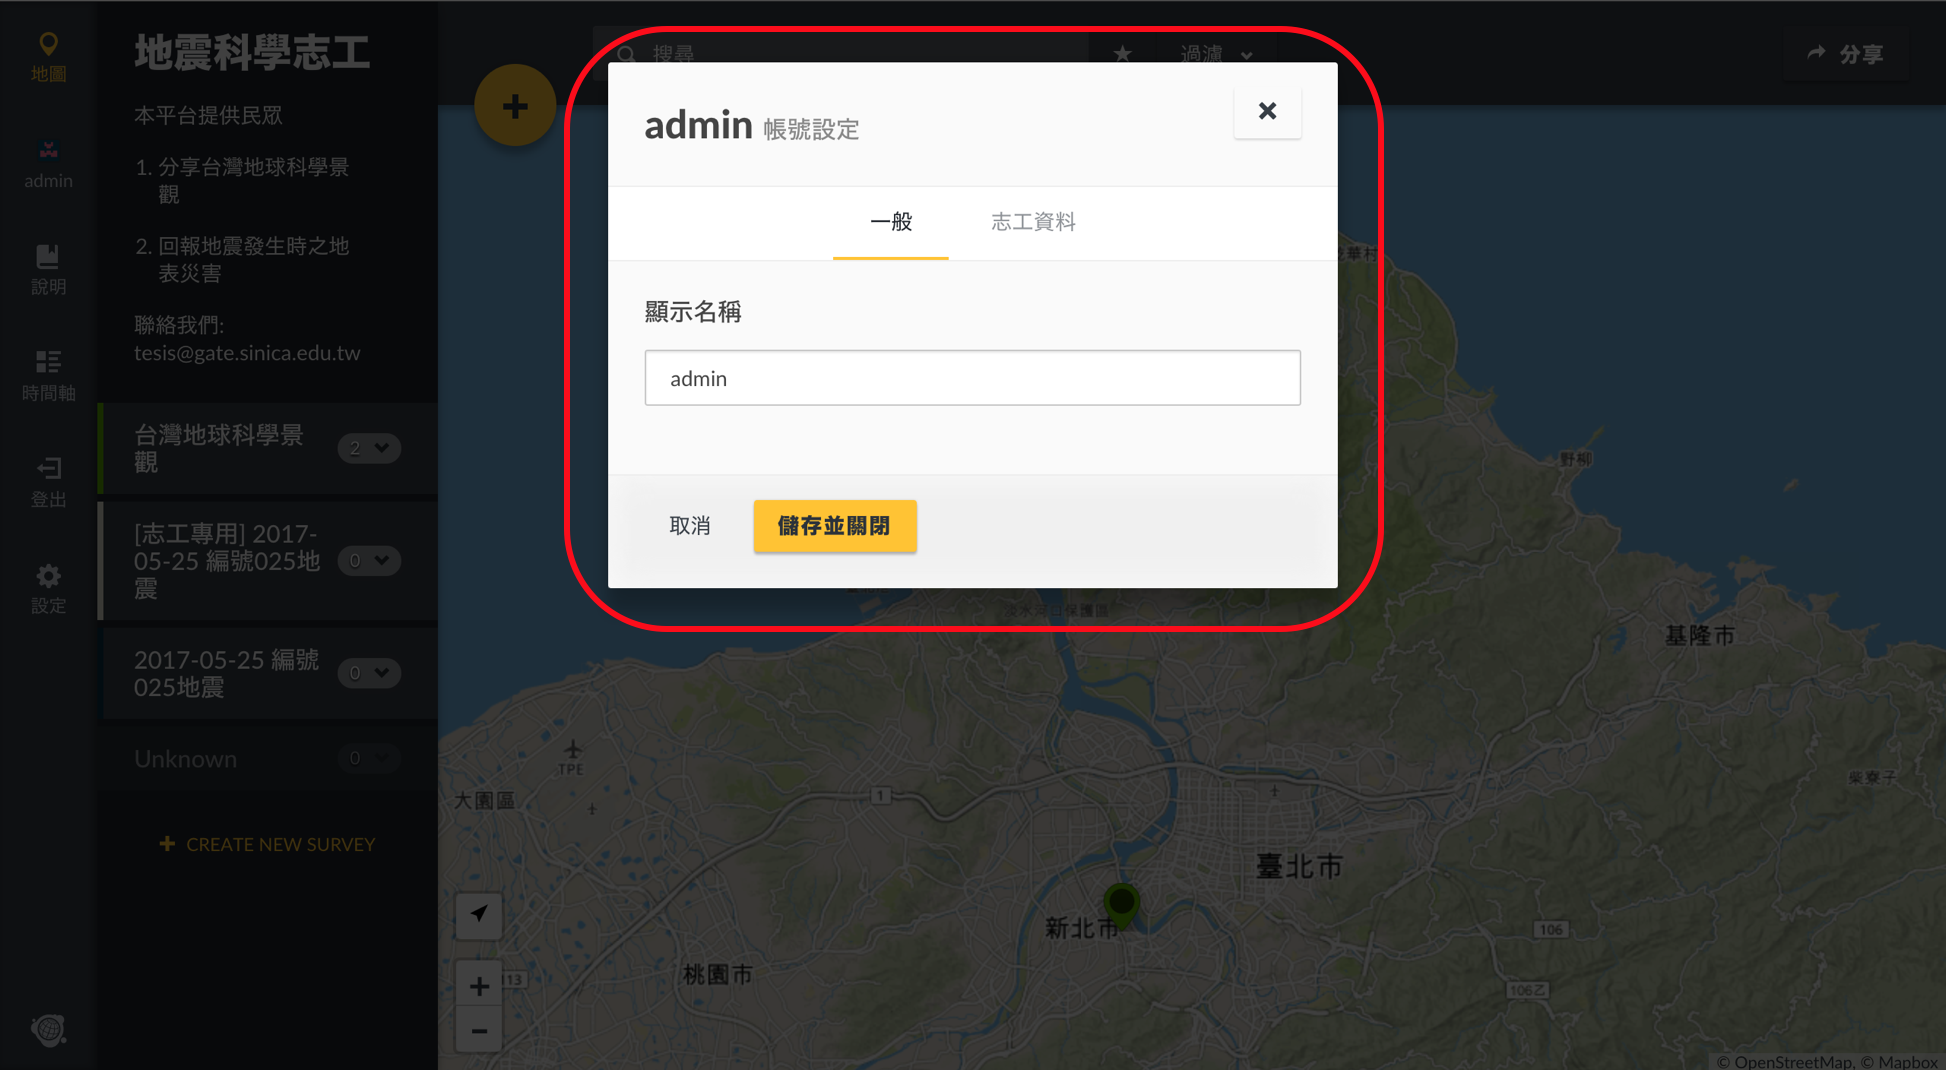 地圖
admin
說明
時間軸
登出
設定
地震科學志工
本平台提供民眾
1. 分享台灣地球科學景
觀
2. 回報地震發生時之地
表災害
聯絡我們:
tesis@gate.sinica.edu.tw
台灣地球科學景
觀
2
[志工專用] 2017-
05-25 編號025地
震
0
2017-05-25 編號
025地震
0
Unknown
0
CREATE NEW SURVEY
搜尋
過濾
分享
admin 帳號設定
一般
志工資料
顯示名稱
admin
取消
儲存並關閉
野柳
基隆市
TPE
大園區
1
柴寮子
臺北市
新北市
106
桃園市
113
106乙
© OpenStreetMap, © Mapbox